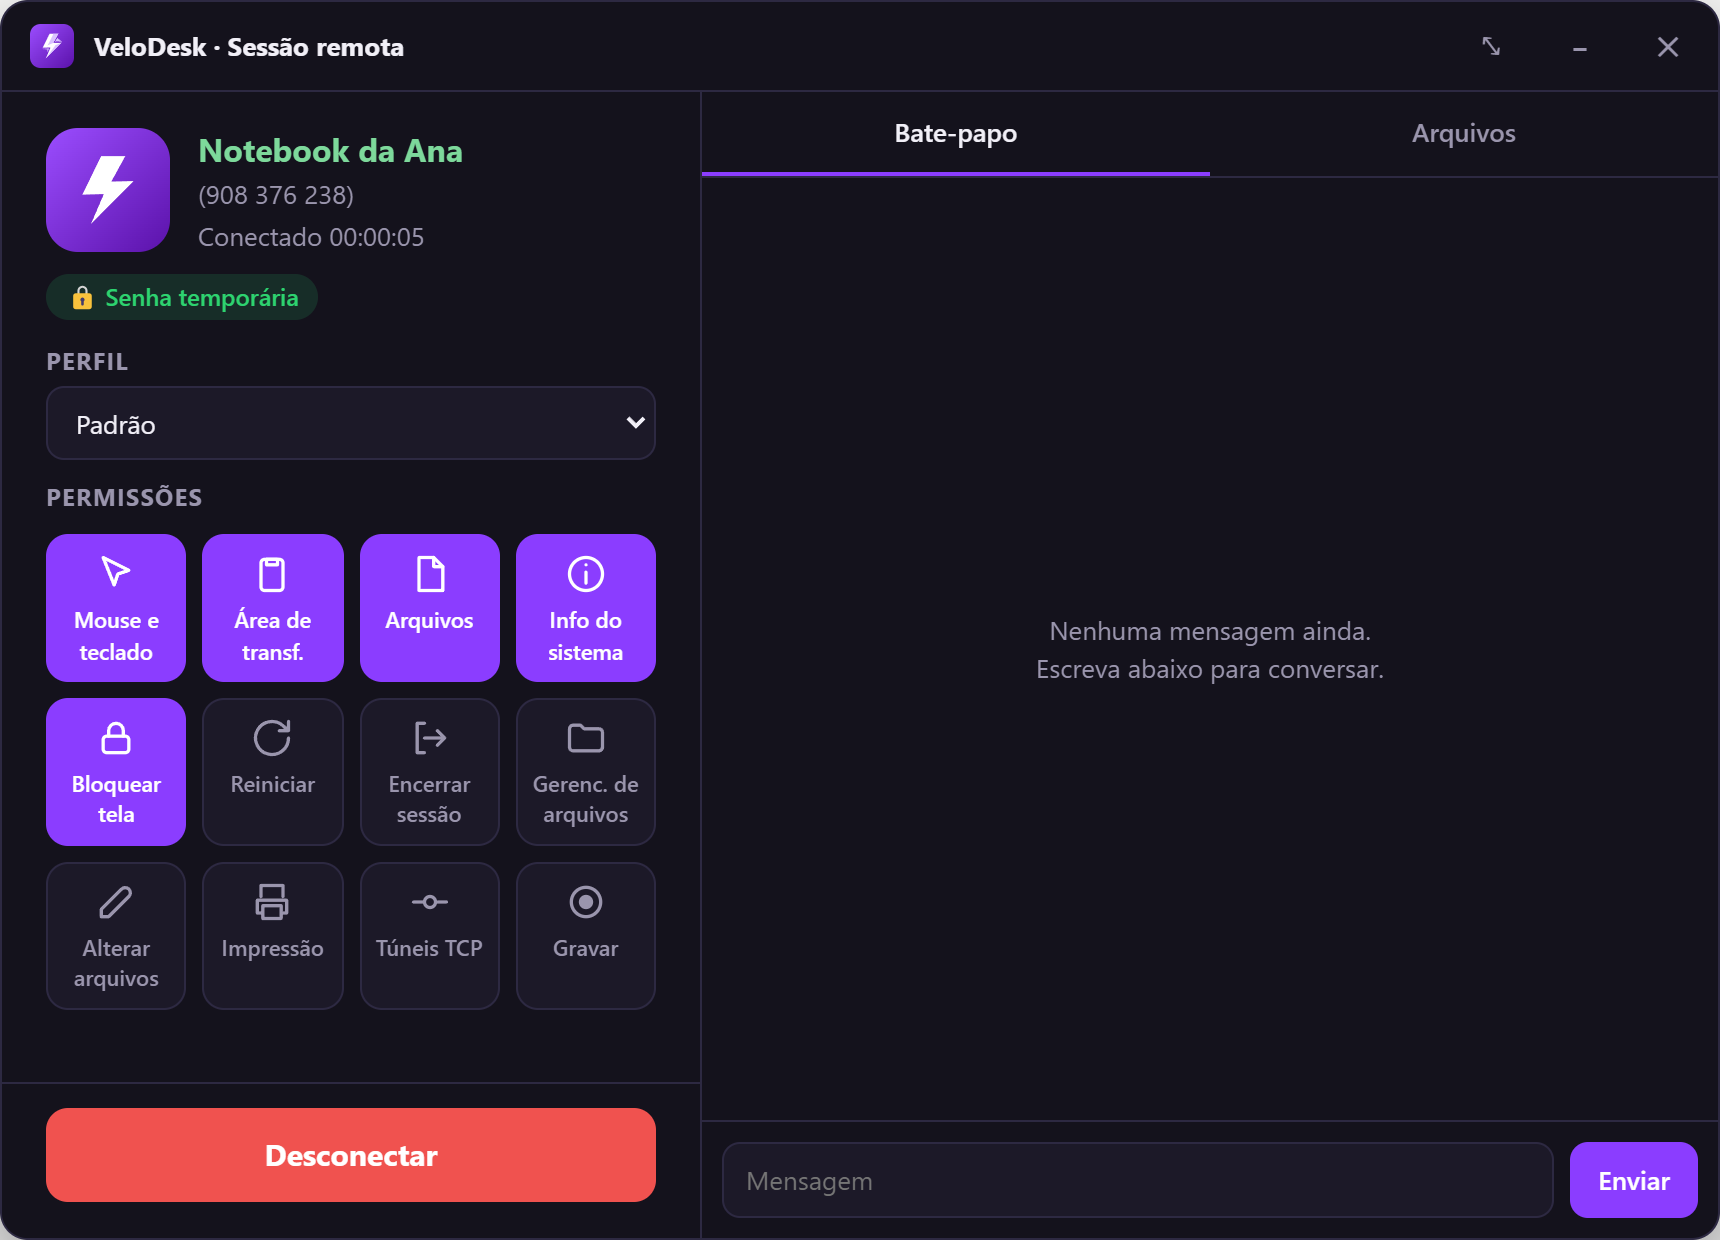 VeloDesk · Sessão remota
Notebook da Ana
(908 376 238)
Conectado 00:00:05
Senha temporária
PERFIL
Padrão
PERMISSÕES
Mouse e
teclado
Área de
transf.
Arquivos
Info do
sistema
Bloquear
tela
Reiniciar
Encerrar
sessão
Gerenc. de
arquivos
Alterar
arquivos
Impressão
Túneis TCP
Gravar
Desconectar
Bate-papo
Arquivos
Nenhuma mensagem ainda.
Escreva abaixo para conversar.
Mensagem
Enviar